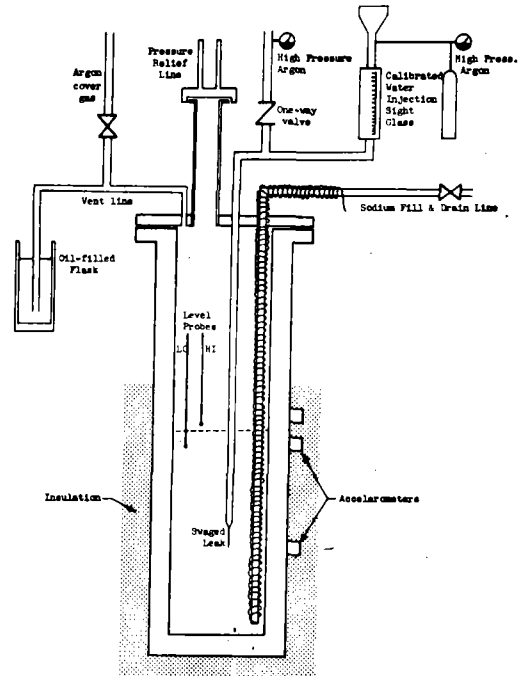 Pressure
Relief
Line
High Pressure
Argon
High Press.
Argon
Argon
cover
gas
Calibrated
Water
Injection
Sight
Glass
One-way
valve
Vent line
Sodium Fill & Drain Line
Oil-filled
Flask
Level
Probes
LO HI
Insulation
Accelarometers
Swaged
Leak